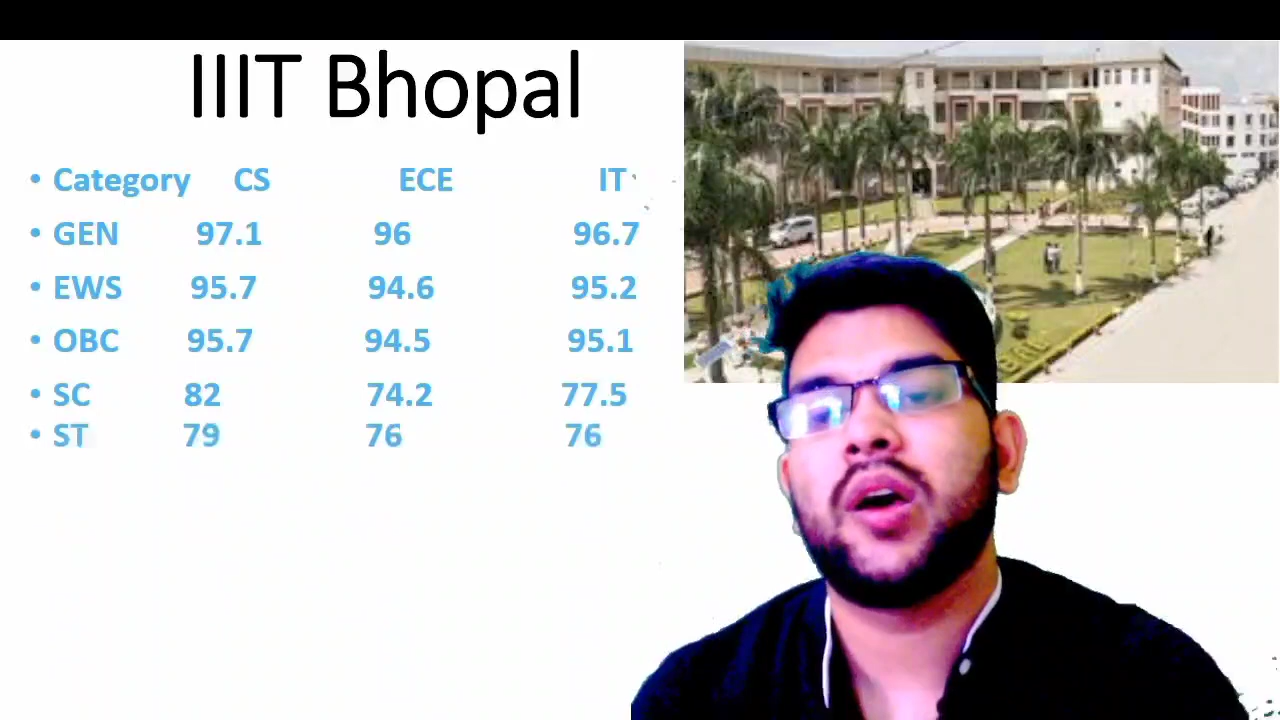 IIIT Bhopal
• Category CS ECE IT
• GEN 97.1 96 96.7
• EWS 95.7 94.6 95.2
• OBC 95.7 94.5 95.1
• SC 82 74.2 77.5
• ST 79 76 76